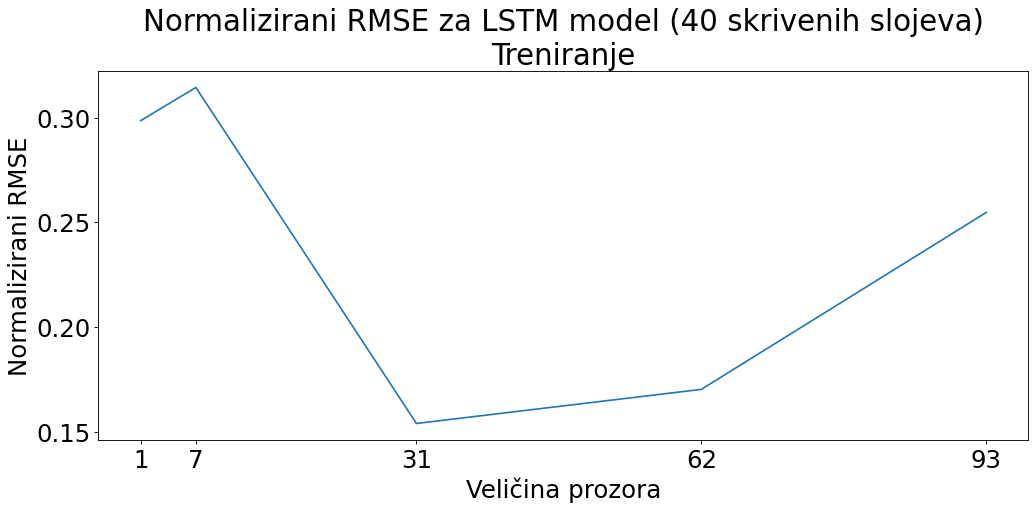 Normalizirani RMSE za LSTM model (40 skrivenih slojeva)
Treniranje
Normalizirani RMSE
0.30
0.25
0.20
0.15
1 7 31 62 93
Veličina prozora